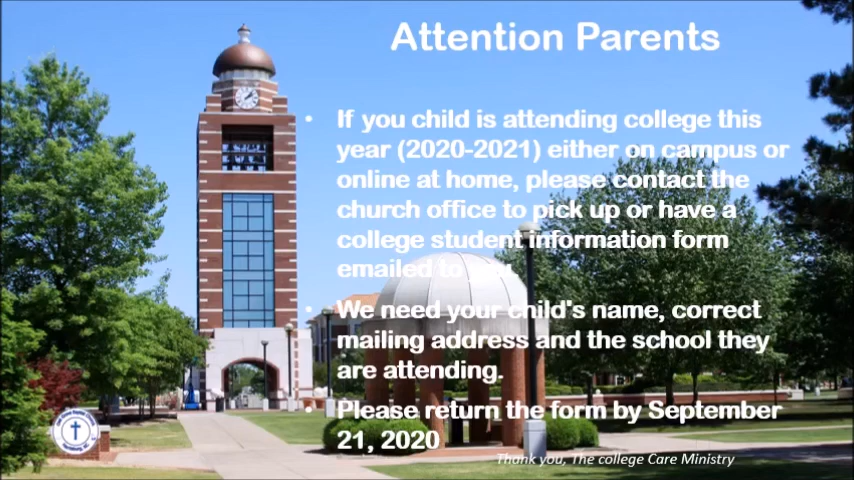 Attention Parents
• If you child is attending college this
year (2020-2021) either on campus or
online at home, please contact the
church office to pick up or have a
college student information form
emailed to you.
• We need your child's name, correct
mailing address and the school they
are attending.
• Please return the form by September
21, 2020
Thank you, The college Care Ministry